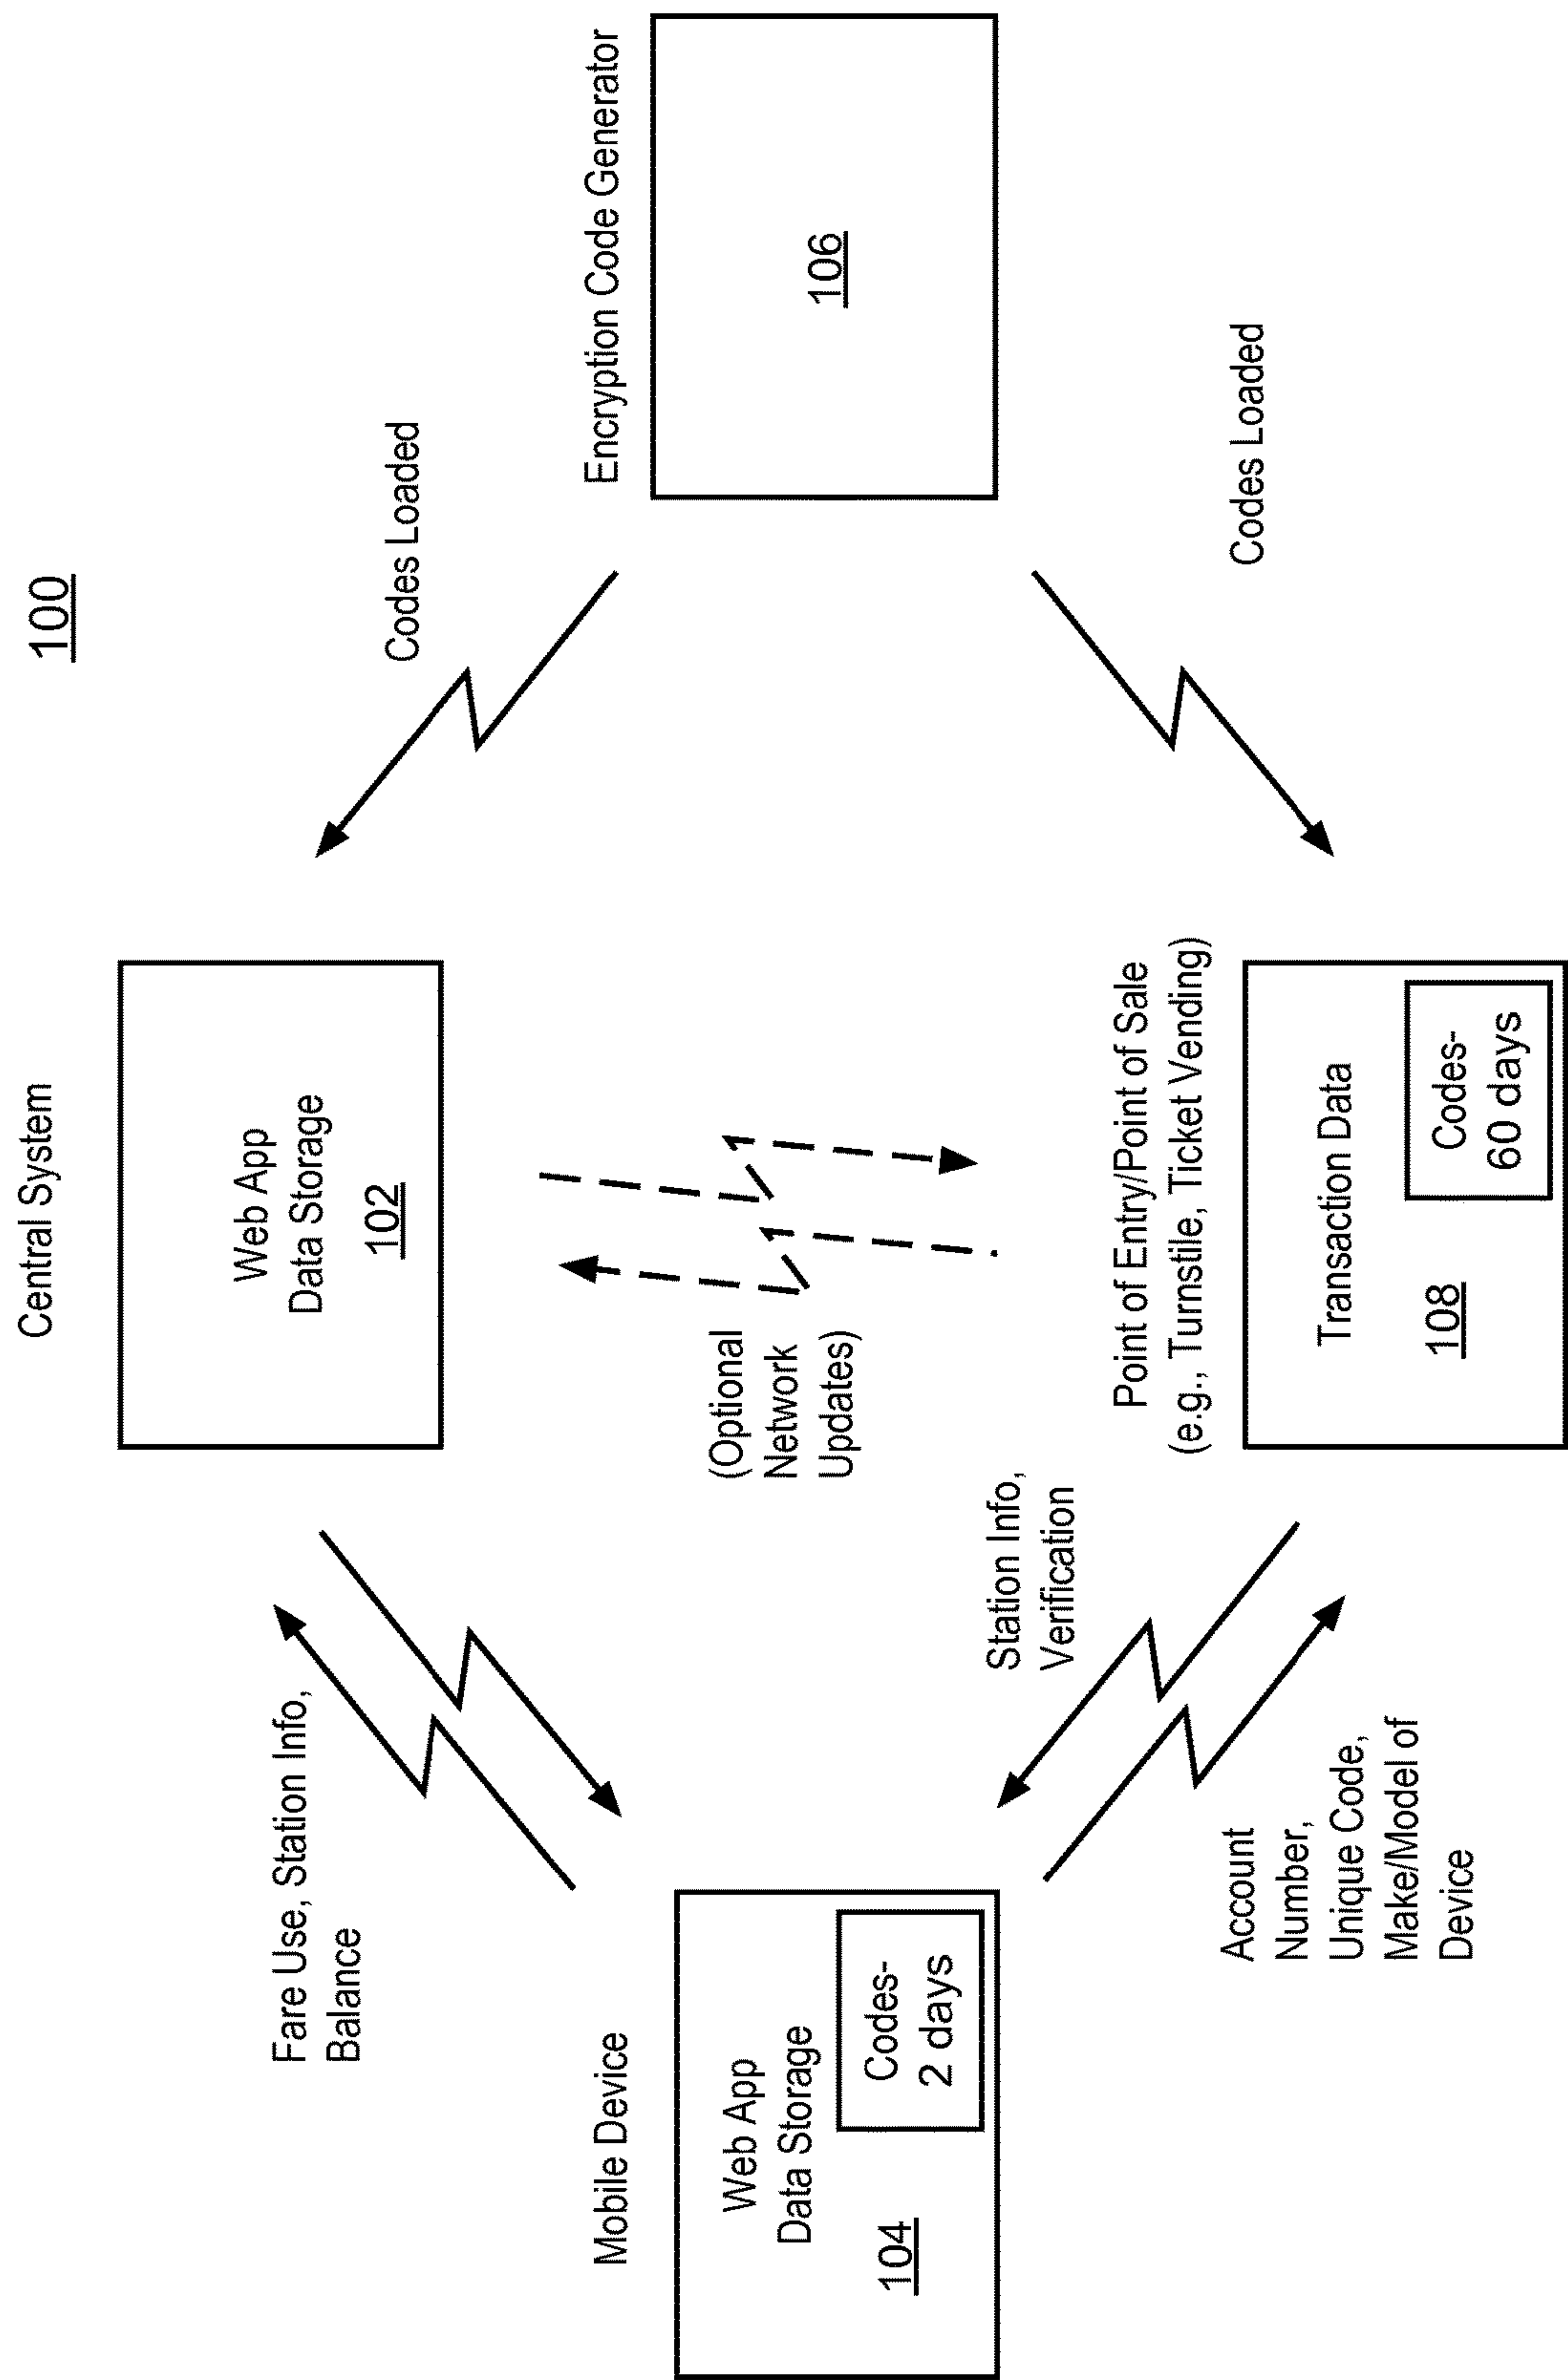 100
Central System
Web App
Data Storage
102
Codes Loaded
Fare Use, Station Info,
Balance
Mobile Device
Web App
Data Storage
104
Codes-
2 days
(Optional
Network
Updates)
Encryption Code Generator
106
Station Info,
Verification
Account
Number,
Unique Code,
Make/Model of
Device
Point of Entry/Point of Sale
(e.g., Turnstile, Ticket Vending)
Transaction Data
108
Codes-
60 days
Codes Loaded